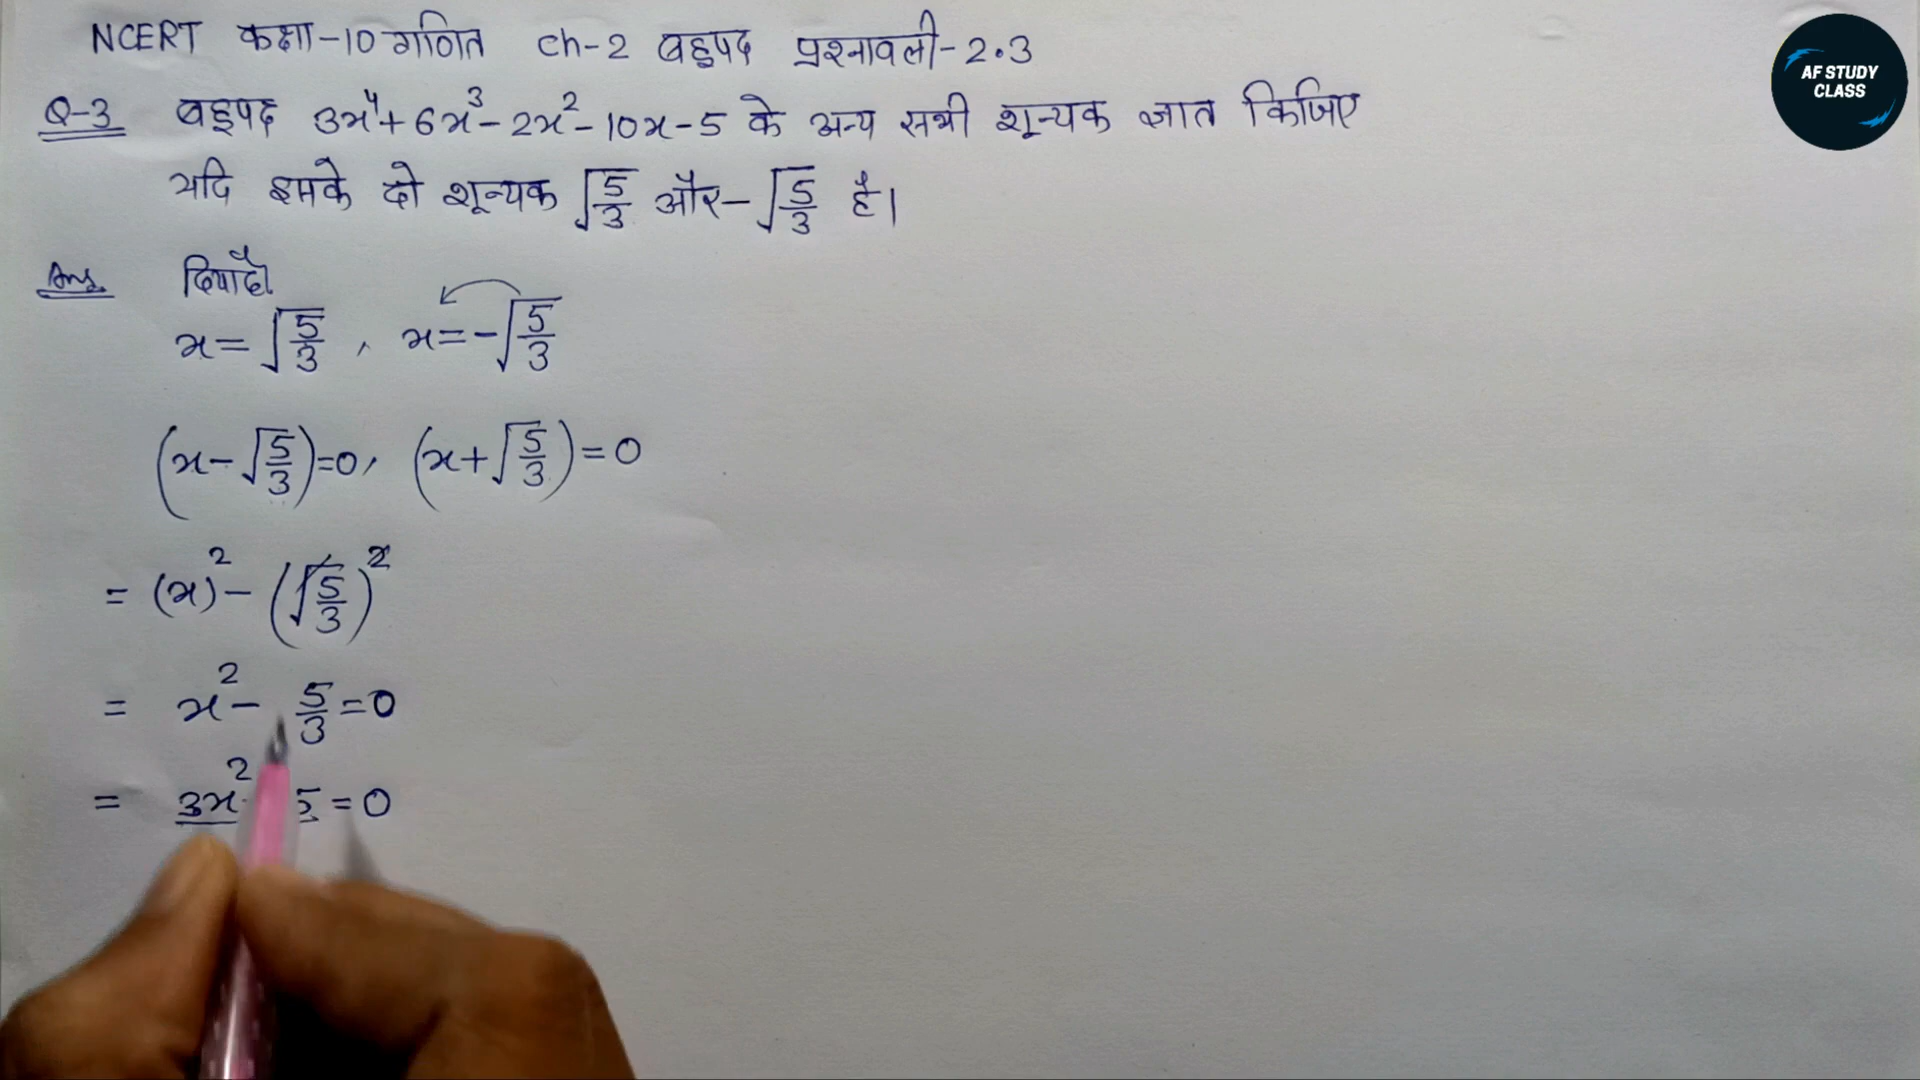 NCERT कक्षा-10 गणित ch-2 बहुपद प्रश्नावली-2.3
AF STUDY CLASS
Q-3 बहुपद 3x⁴+6x³-2x²-10x-5 के अन्य सभी शून्यक ज्ञात किजिए
यदि इसके दो शून्यक √5/3 और -√5/3 है।
Ans दिया है।
x=√5/3, x=-√5/3
(x-√5/3)=0, (x+√5/3)=0
= (x)²-(√5/3)²
= x²-5/3=0
= 3x² 5=0